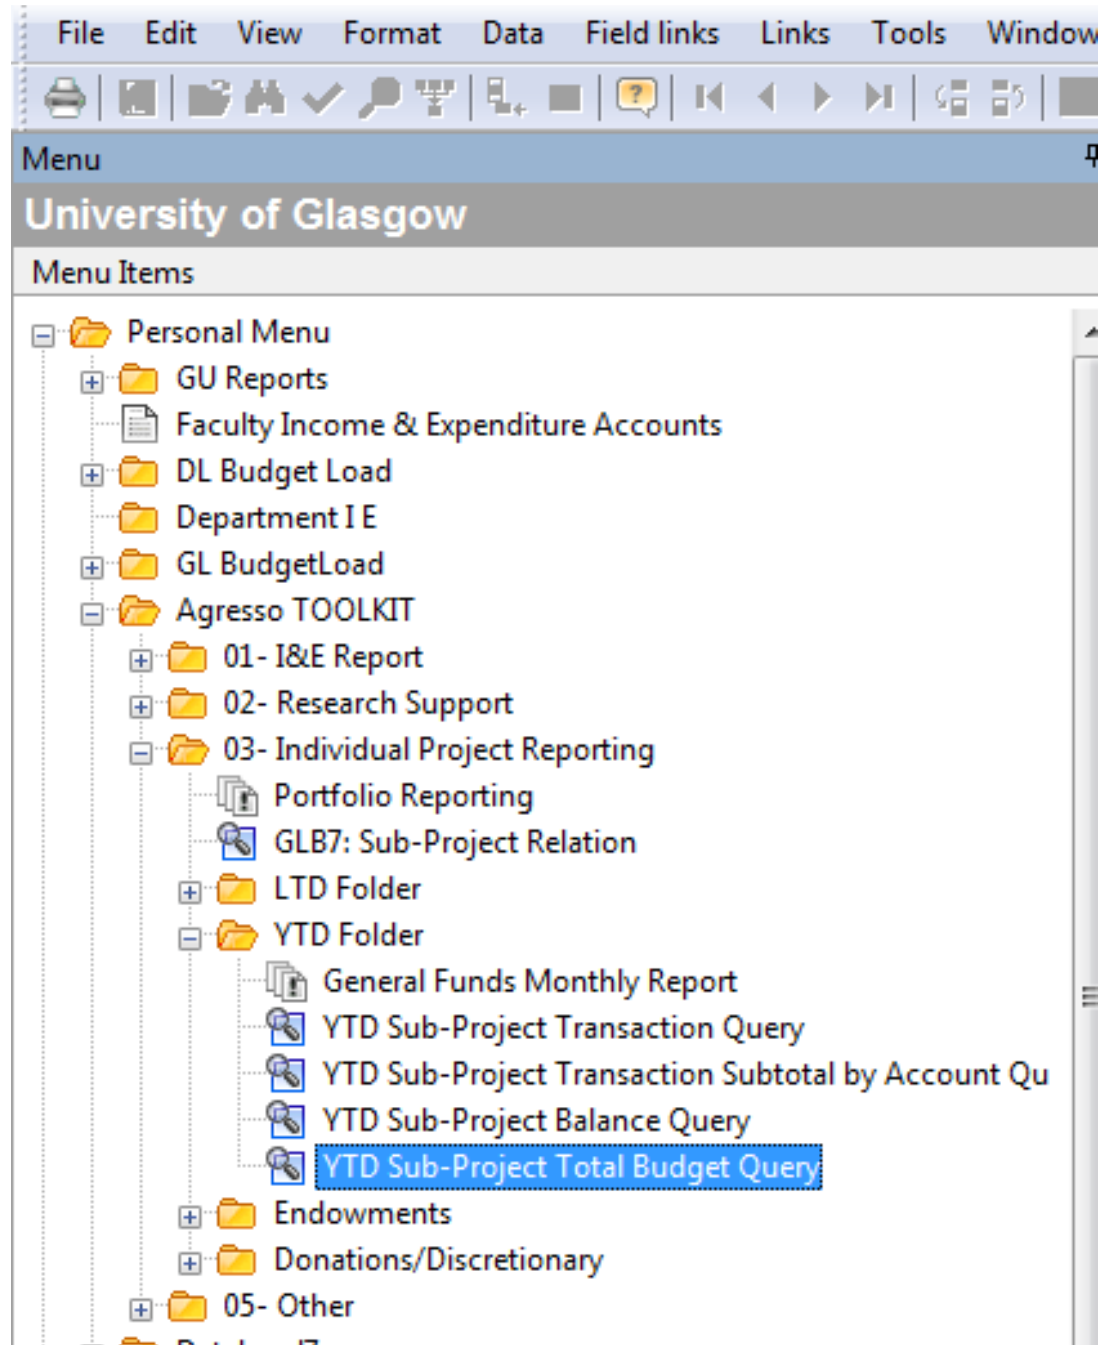 File Edit View Format Data Field links Links Tools Window
Menu
University of Glasgow
Menu Items
Personal Menu
GU Reports
Faculty Income & Expenditure Accounts
DL Budget Load
Department I E
GL BudgetLoad
Agresso TOOLKIT
01- I&E Report
02- Research Support
03- Individual Project Reporting
Portfolio Reporting
GLB7: Sub-Project Relation
LTD Folder
YTD Folder
General Funds Monthly Report
YTD Sub-Project Transaction Query
YTD Sub-Project Transaction Subtotal by Account Qu
YTD Sub-Project Balance Query
YTD Sub-Project Total Budget Query
Endowments
Donations/Discretionary
05- Other